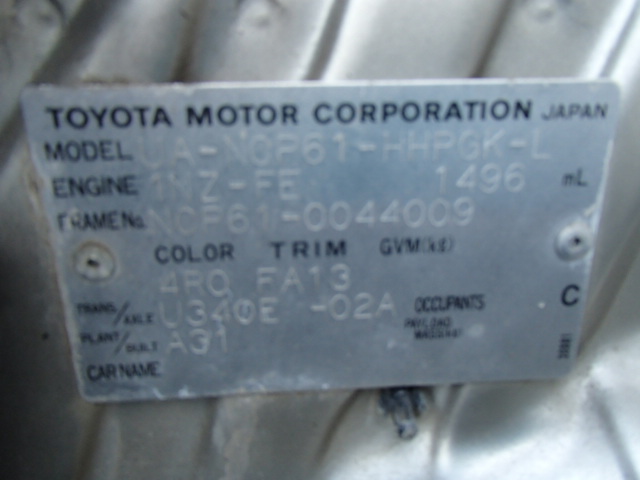 TOYOTA MOTOR CORPORATION JAPAN
MODEL UA-NCP61-HHPGK-L
ENGINE 1NZ-FE 1496 mL
FRAME No. NCP61-0044009
COLOR TRIM GVM(kg)
4R0 FA13
TRANS/AXLE U340E -02A OCCUPANTS C
PLANT/ A31 PAYLOAD
CAR NAME